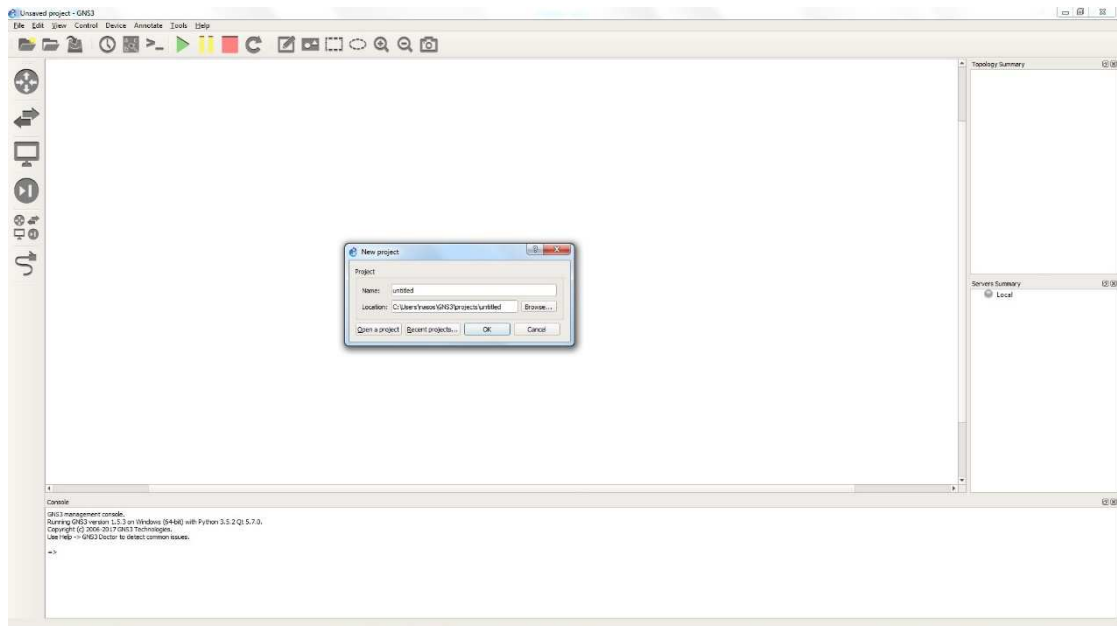 Unsaved project - GNS3
File Edit View Control Device Annotate Tools Help
Topology Summary
New project
Project
Name: untitled
Location: C:\Users\nasos\GNS3\projects\untitled Browse...
Open a project Recent projects... OK Cancel
Servers Summary
Local
Console
GNS3 management console.
Running GNS3 version 1.5.3 on Windows (64-bit) with Python 3.5.2 Qt 5.7.0.
Copyright (c) 2006-2017 GNS3 Technologies.
Use Help -> GNS3 Doctor to detect common issues.
=>